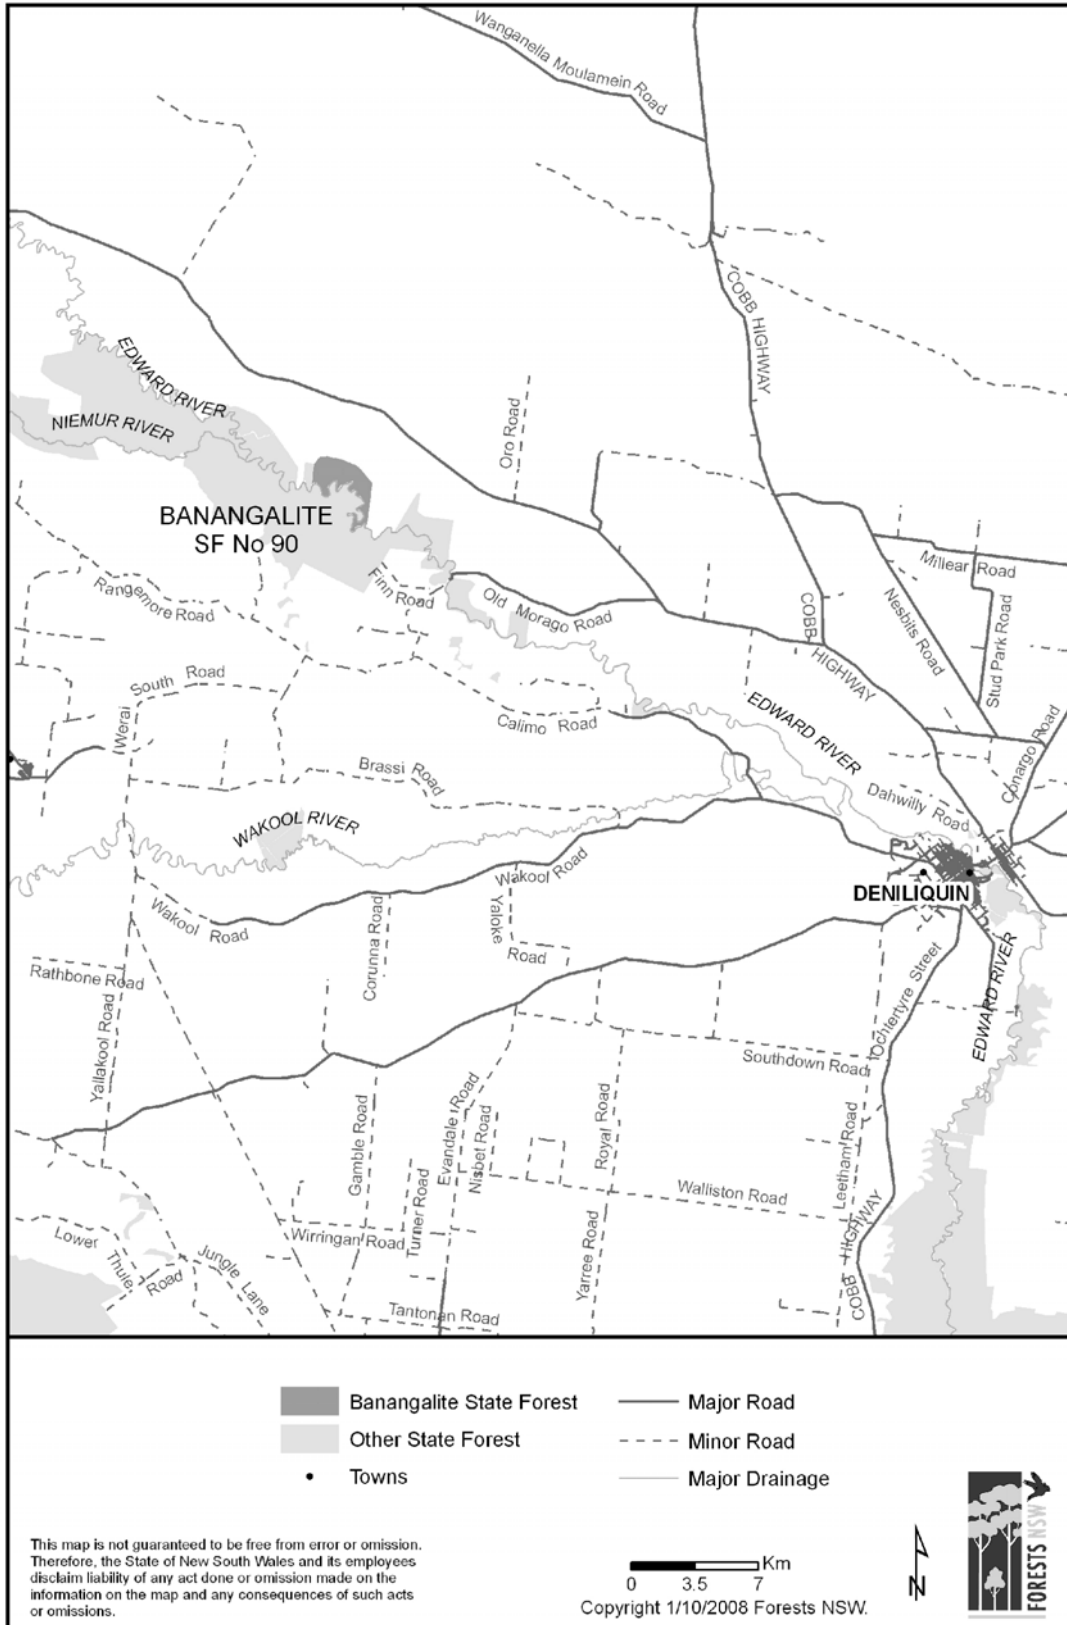 Wanganella Moulamein Road
COBB HIGHWAY
EDWARD RIVER
NIEMUR RIVER
Oro Road
BANANGALITE
SF No 90
Finn Road
Old Morago Road
Rangemore Road
Millear Road
Nesbits Road
Stud Park Road
COBB HIGHWAY
South Road
Werai
Calimo Road
EDWARD RIVER
Conargo Road
Brassi Road
Dahwilly Road
WAKOOL RIVER
Wakool Road
DENILIQUIN
Wakool Road
Corunna Road
Yaloke
Road
Rathbone Road
Ochtertyre Street
EDWARD RIVER
Yallakool Road
Southdown Road
Gamble Road
Evandale Road
Nisbet Road
Royal Road
Leetham Road
Walliston Road
Turner Road
Wirringan Road
Yarree Road
COBB HIGHWAY
Lower Thule Road
Jungle Lane
Tantonan Road
Banangalite State Forest
Major Road
Other State Forest
Minor Road
Towns
Major Drainage
This map is not guaranteed to be free from error or omission.
Therefore, the State of New South Wales and its employees
disclaim liability of any act done or omission made on the
information on the map and any consequences of such acts
or omissions.
Km
0 3.5 7
Copyright 1/10/2008 Forests NSW.
N
FORESTS NSW